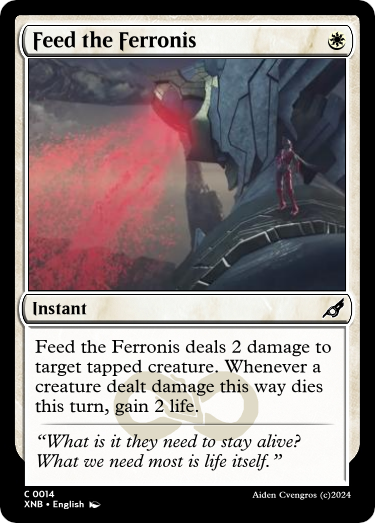 Feed the Ferronis
Instant
Feed the Ferronis deals 2 damage to
target tapped creature. Whenever a
creature dealt damage this way dies
this turn, gain 2 life.
“What is it they need to stay alive?
What we need most is life itself.”
C 0014
XNB • English
Aiden Cvengros (c)2024